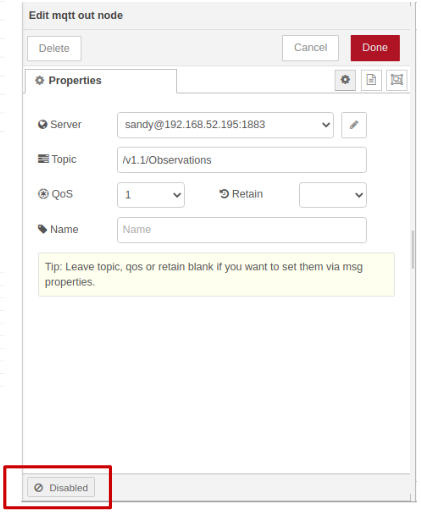 Edit mqtt out node
Delete
Cancel
Done
Properties
Server
sandy@192.168.52.195:1883
Topic
/v1.1/Observations
QoS
1
Retain
Name
Name
Tip: Leave topic, qos or retain blank if you want to set them via msg
properties.
Disabled